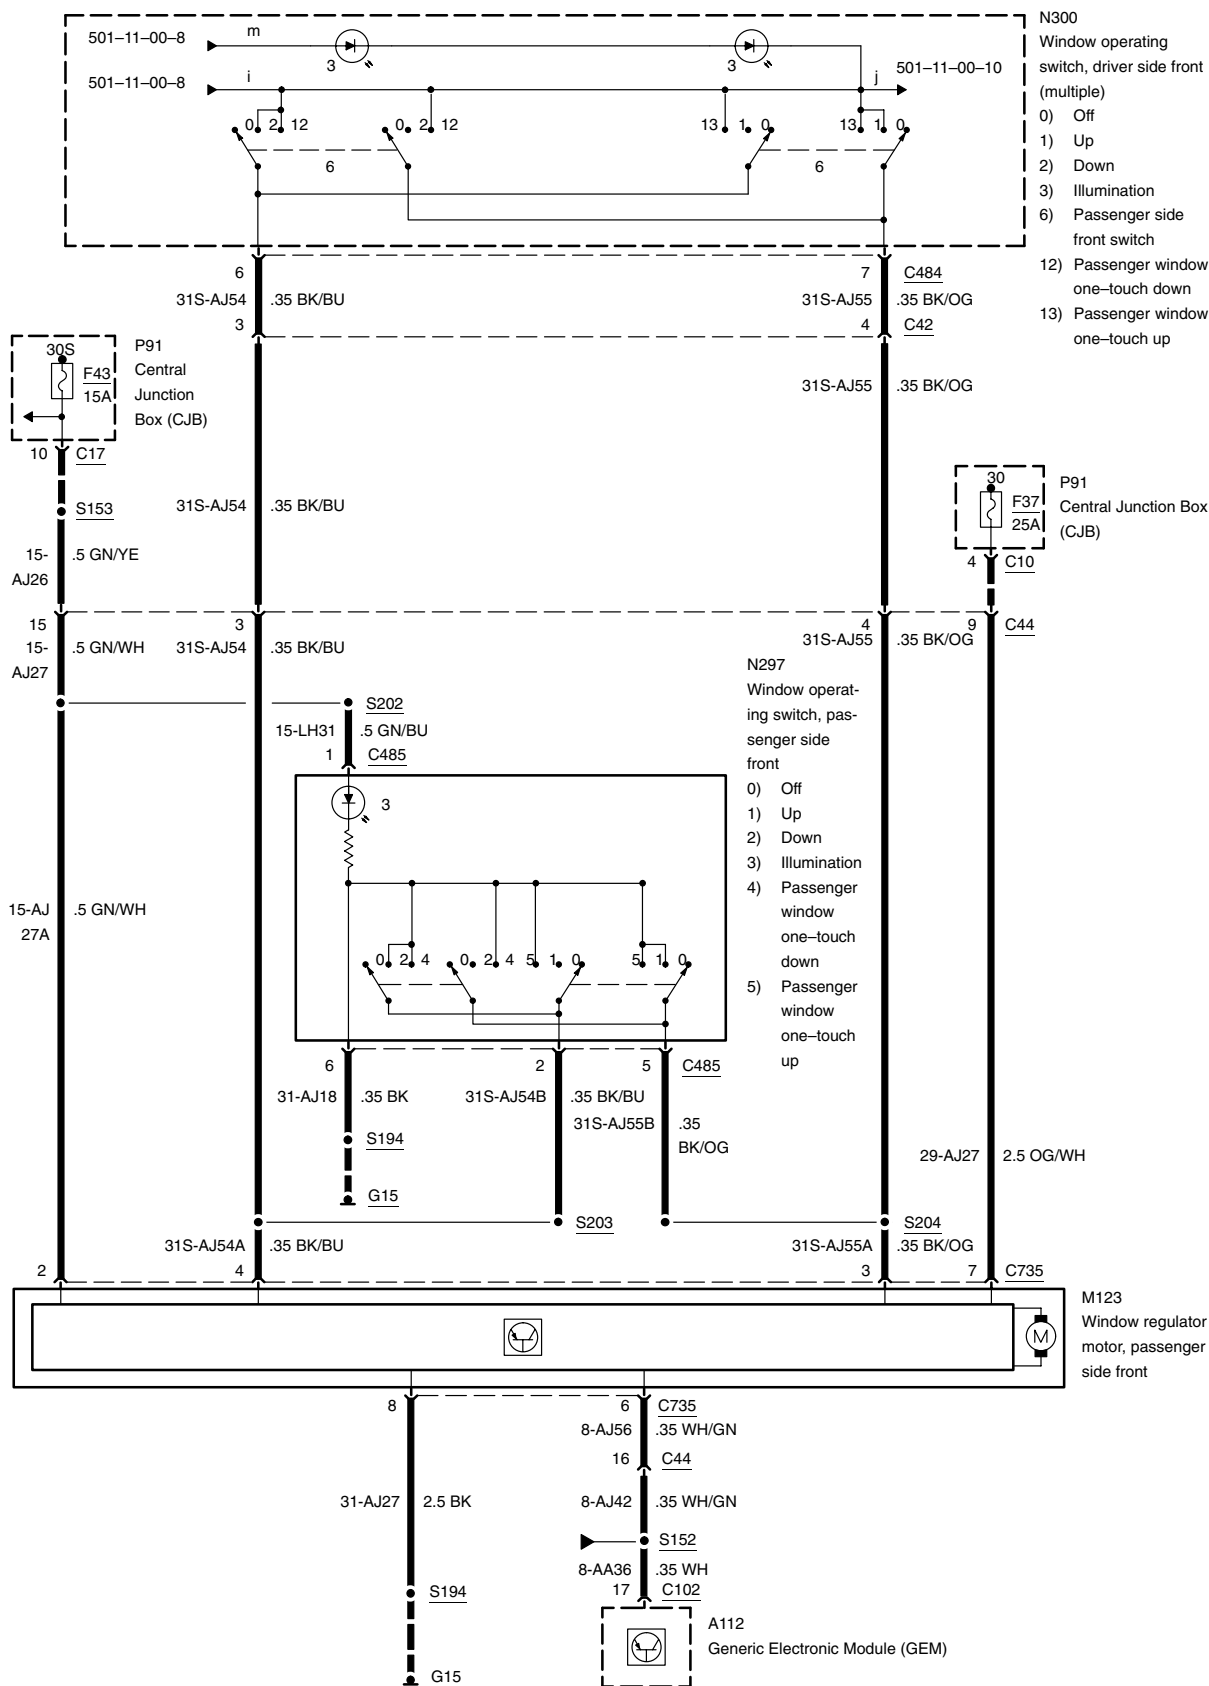 501–11–00–8
m
3
3
501–11–00–8
i
j
501–11–00–10
0 2 12
0 2 12
13 1 0
13 1 0
6
6
N300
Window operating
switch, driver side front
(multiple)
0) Off
1) Up
2) Down
3) Illumination
6) Passenger side
front switch
12) Passenger window
one–touch down
13) Passenger window
one–touch up
6
7
C484
31S-AJ54 .35 BK/BU
31S-AJ55 .35 BK/OG
3
4
C42
30S
F43
15A
P91
Central
Junction
Box (CJB)
31S-AJ55 .35 BK/OG
10
C17
S153
31S-AJ54 .35 BK/BU
30
F37
25A
P91
Central Junction Box
(CJB)
15-
AJ26
.5 GN/YE
4
C10
15
3
4
9
C44
15-
AJ27
.5 GN/WH
31S-AJ54 .35 BK/BU
31S-AJ55 .35 BK/OG
N297
Window operat-
ing switch, pas-
senger side
front
0) Off
1) Up
2) Down
3) Illumination
4) Passenger
window
one–touch
down
5) Passenger
window
one–touch
up
S202
15-LH31 .5 GN/BU
1
C485
3
15-AJ
27A
.5 GN/WH
0 2 4
0 2 4
5 1 0
5 1 0
6
2
5
C485
31-AJ18 .35 BK
31S-AJ54B .35 BK/BU
31S-AJ55B .35
BK/OG
S194
29-AJ27 2.5 OG/WH
G15
S203
S204
31S-AJ54A .35 BK/BU
31S-AJ55A .35 BK/OG
2
4
3
7
C735
M
M123
Window regulator
motor, passenger
side front
8
6
C735
8-AJ56 .35 WH/GN
16
C44
31-AJ27 2.5 BK
8-AJ42 .35 WH/GN
S152
8-AA36 .35 WH
S194
17
C102
A112
Generic Electronic Module (GEM)
G15